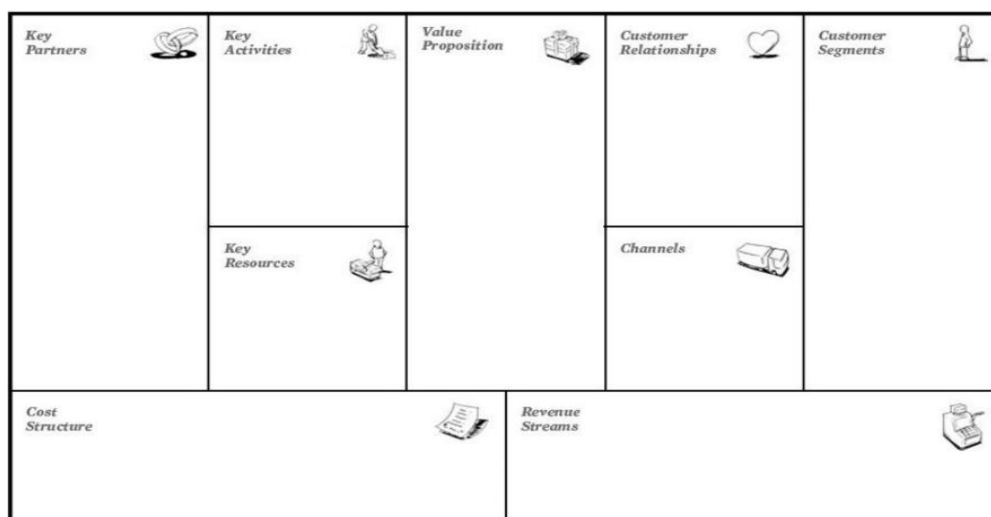 Key
Partners
Key
Activities
Value
Proposition
Customer
Relationships
Customer
Segments
Key
Resources
Channels
Cost
Structure
Revenue
Streams